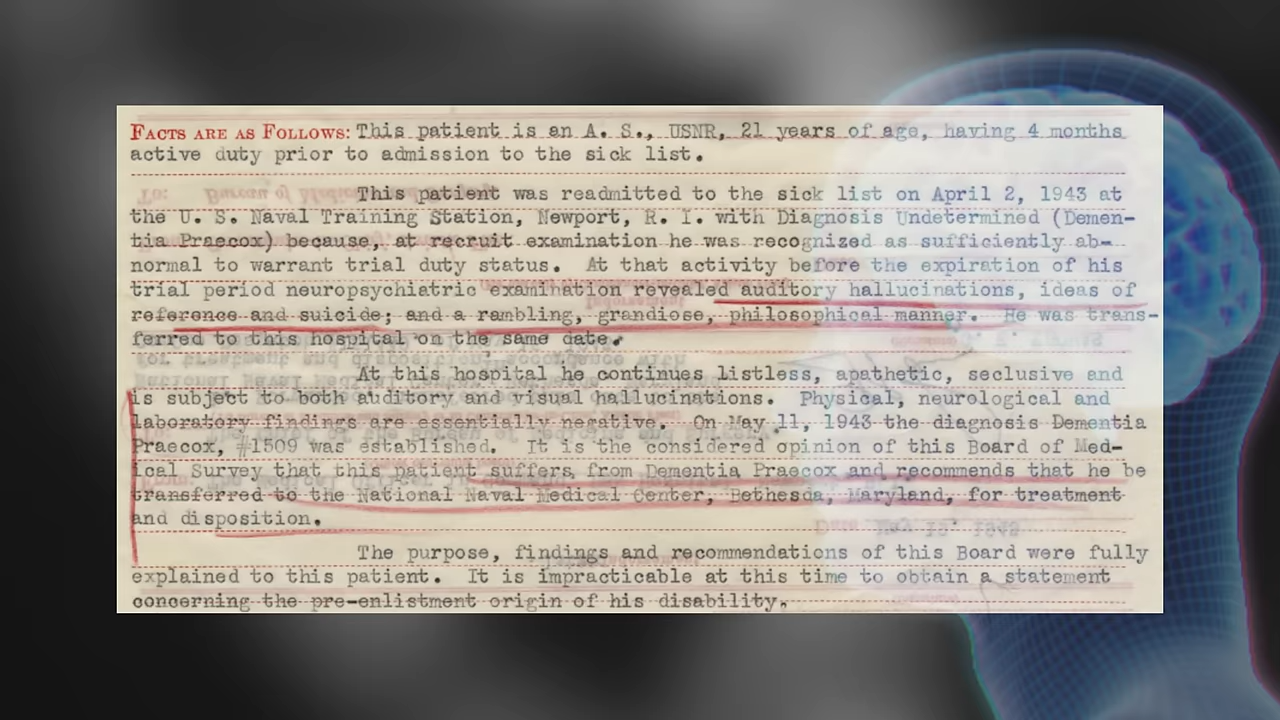 FACTS ARE AS FOLLOWS: This patient is an A. S., USNR, 21 years of age, having 4 months
active duty prior to admission to the sick list.
This patient was readmitted to the sick list on April 2, 1943 at
the U. S. Naval Training Station, Newport, R. I. with Diagnosis Undetermined (Demen-
tia Praecox) because, at recruit examination he was recognized as sufficiently ab-
normal to warrant trial duty status. At that activity before the expiration of his
trial period neuropsychiatric examination revealed auditory hallucinations, ideas of
reference and suicide; and a rambling, grandiose, philosophical manner. He was trans-
ferred to this hospital on the same date.
At this hospital he continues listless, apathetic, seclusive and
is subject to both auditory and visual hallucinations. Physical, neurological and
laboratory findings are essentially negative. On May 11, 1943 the diagnosis Dementia
Praecox, #1509 was established. It is the considered opinion of this Board of Med-
ical Survey that this patient suffers from Dementia Praecox and recommends that he be
transferred to the National Naval Medical Center, Bethesda, Maryland, for treatment
and disposition.
The purpose, findings and recommendations of this Board were fully
explained to this patient. It is impracticable at this time to obtain a statement
concerning the pre-enlistment origin of his disability.